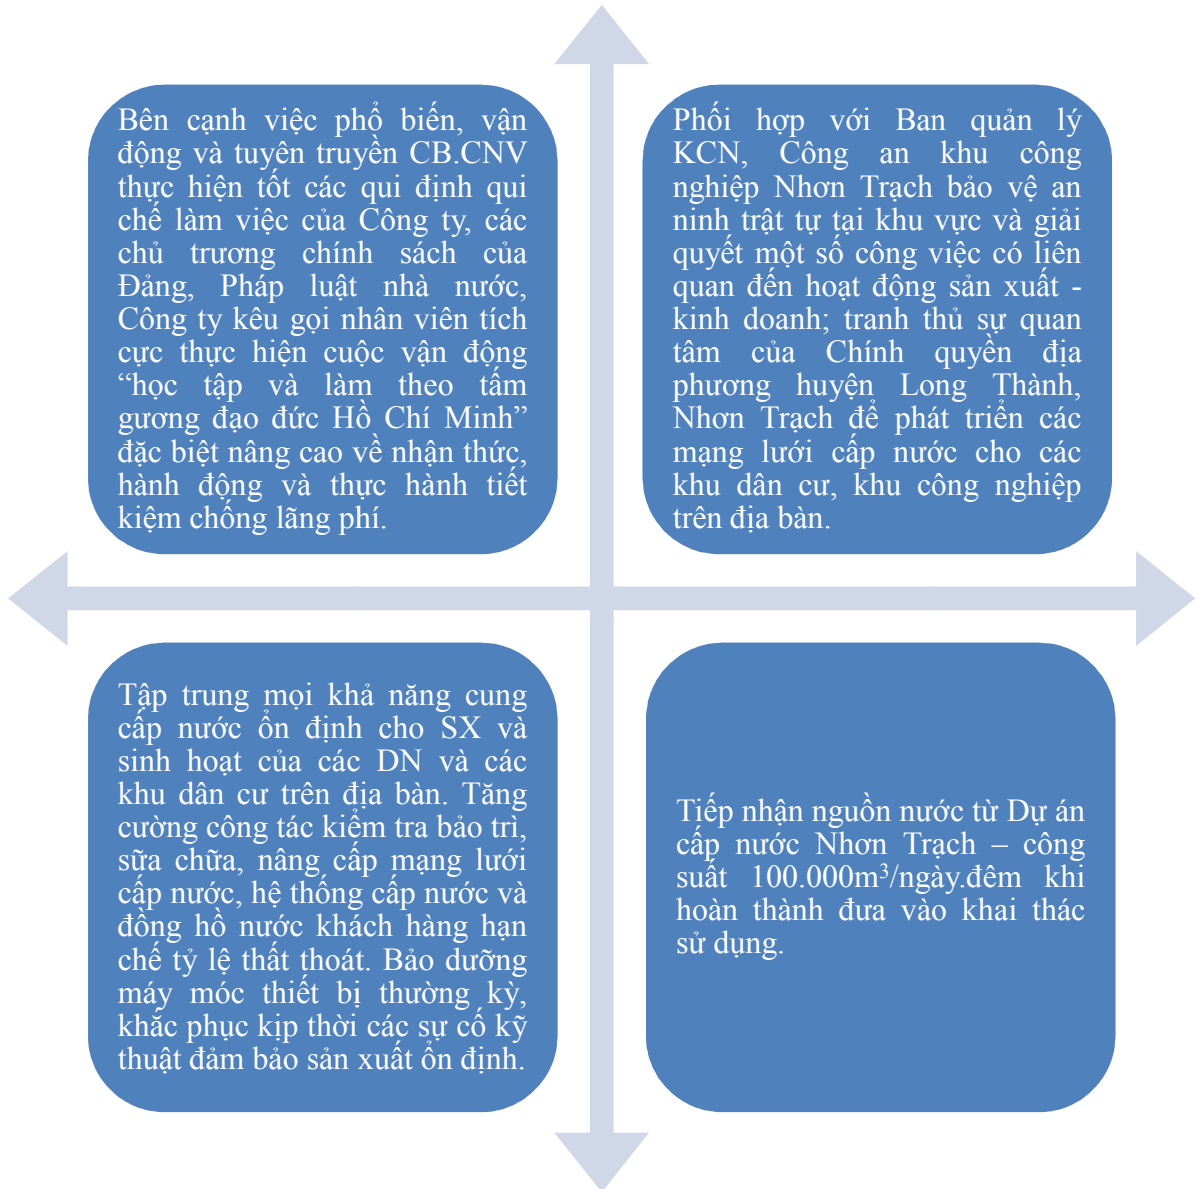 Bên cạnh việc phổ biến, vận
động và tuyên truyền CB.CNV
thực hiện tốt các qui định qui
chế làm việc của Công ty, các
chủ trương chính sách của
Đảng, Pháp luật nhà nước,
Công ty kêu gọi nhân viên tích
cực thực hiện cuộc vận động
“học tập và làm theo tấm
gương đạo đức Hồ Chí Minh”
đặc biệt nâng cao về nhận thức,
hành động và thực hành tiết
kiệm chống lãng phí.
Phối hợp với Ban quản lý
KCN, Công an khu công
nghiệp Nhơn Trạch bảo vệ an
ninh trật tự tại khu vực và giải
quyết một số công việc có liên
quan đến hoạt động sản xuất -
kinh doanh; tranh thủ sự quan
tâm của Chính quyền địa
phương huyện Long Thành,
Nhơn Trạch để phát triển các
mạng lưới cấp nước cho các
khu dân cư, khu công nghiệp
trên địa bàn.
Tập trung mọi khả năng cung
cấp nước ổn định cho SX và
sinh hoạt của các DN và các
khu dân cư trên địa bàn. Tăng
cường công tác kiểm tra bảo trì,
sữa chữa, nâng cấp mạng lưới
cấp nước, hệ thống cấp nước và
đồng hồ nước khách hàng hạn
chế tỷ lệ thất thoát. Bảo dưỡng
máy móc thiết bị thường kỳ,
khắc phục kịp thời các sự cố kỹ
thuật đảm bảo sản xuất ổn định.
Tiếp nhận nguồn nước từ Dự án
cấp nước Nhơn Trạch – công
suất 100.000m³/ngày.đêm khi
hoàn thành đưa vào khai thác
sử dụng.